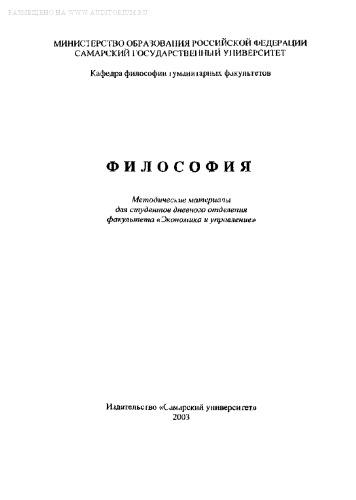 РАЗМЕЩЕНО НА WWW.AUDITORIUM.RU
МИНИСТЕРСТВО ОБРАЗОВАНИЯ РОССИЙСКОЙ ФЕДЕРАЦИИ
САМАРСКИЙ ГОСУДАРСТВЕННЫЙ УНИВЕРСИТЕТ
Кафедра философии гуманитарных факультетов
ФИЛОСОФИЯ
Методические материалы
для студентов дневного отделения
факультета «Экономика и управление»
Издательство «Самарский университет»
2003